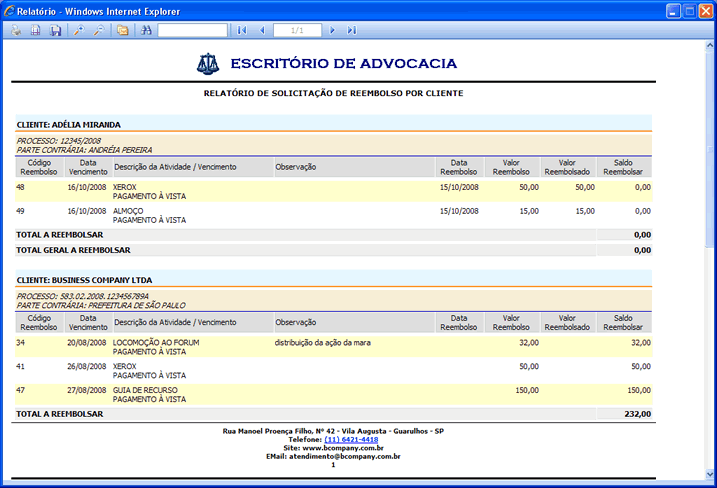 Relatório - Windows Internet Explorer
1/1
ESCRITÓRIO DE ADVOCACIA
RELATÓRIO DE SOLICITAÇÃO DE REEMBOLSO POR CLIENTE
CLIENTE: ADÉLIA MIRANDA
PROCESSO: 12345/2008
PARTE CONTRÁRIA: ANDRÉIA PEREIRA
Código Reembolso Data Vencimento Descrição da Atividade / Vencimento Observação Data Reembolso Valor Reembolso Valor Reembolsado Saldo Reembolsar
48 16/10/2008 XEROX 15/10/2008 50,00 50,00 0,00
PAGAMENTO À VISTA
49 16/10/2008 ALMOÇO 15/10/2008 15,00 15,00 0,00
PAGAMENTO À VISTA
TOTAL A REEMBOLSAR 0,00
TOTAL GERAL A REEMBOLSAR 0,00
CLIENTE: BUSINESS COMPANY LTDA
PROCESSO: 583.02.2008.123456789A
PARTE CONTRÁRIA: PREFEITURA DE SÃO PAULO
Código Reembolso Data Vencimento Descrição da Atividade / Vencimento Observação Data Reembolso Valor Reembolso Valor Reembolsado Saldo Reembolsar
34 20/08/2008 LOCOMOÇÃO AO FORUM distribuição da ação da mara 32,00 32,00
PAGAMENTO À VISTA
41 26/08/2008 XEROX 50,00 50,00
PAGAMENTO À VISTA
47 27/08/2008 GUIA DE RECURSO 150,00 150,00
PAGAMENTO À VISTA
TOTAL A REEMBOLSAR 232,00
Rua Manoel Proença Filho, Nº 42 - Vila Augusta - Guarulhos - SP
Telefone: (11) 6421-4418
Site: www.bcompany.com.br
EMail: atendimento@bcompany.com.br
1